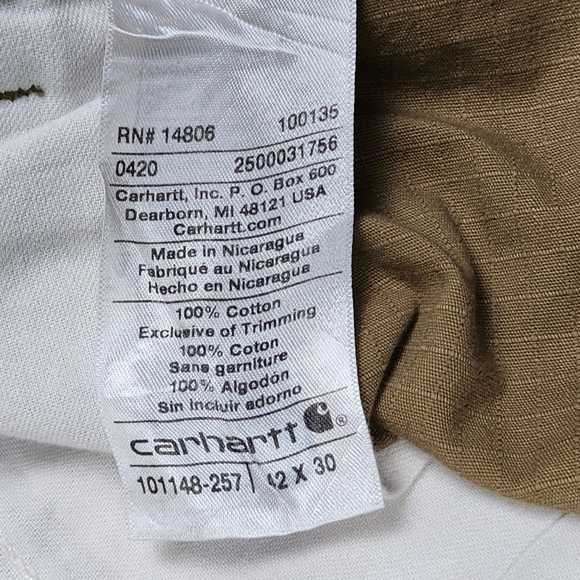 RN# 14806 100135
0420 2500031756
Carhartt, Inc. P. O. Box 600
Dearborn, MI 48121 USA
Carhartt.com
Made in Nicaragua
Fabriqué au Nicaragua
Hecho en Nicaragua
100% Cotton
Exclusive of Trimming
100% Coton
Sans garniture
100% Algodon
Sin incluir adorno
carhartt ®
101148-257 | 42 X 30